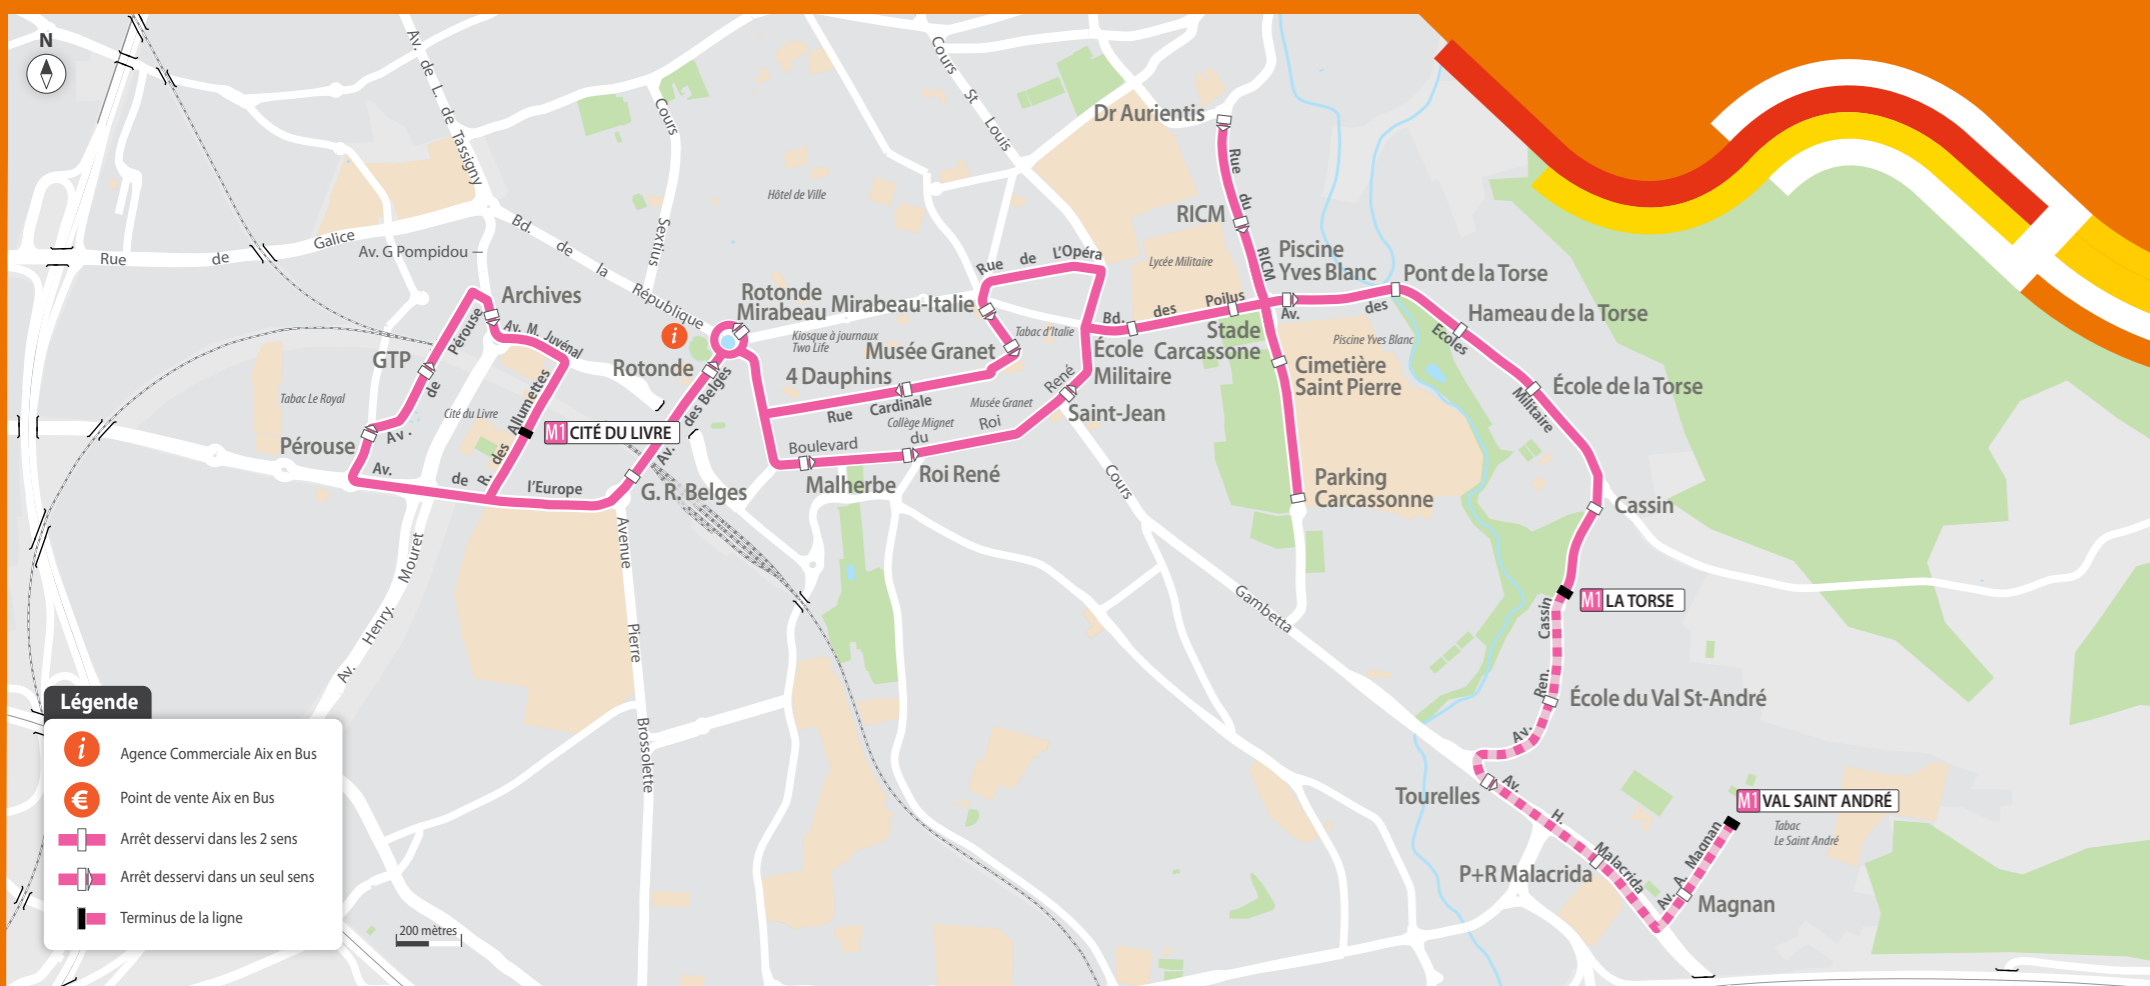 N
Av. de L. de Tassigny
Cours
Sextius
Cours St Louis
Hôtel de Ville
Dr Aurientis
Rue du RICM
RICM
Lycée Militaire
Rue de Galice
Av. G Pompidou
Bd. de la République
Archives
Av. M. Juvénal
GTP
Av. de Pérouse
Tabac Le Royal
Cité du Livre
R. des Allumettes
M1 CITÉ DU LIVRE
Pérouse
Av. de l'Europe
G. R. Belges
Av. des Belges
i
Rotonde
Rotonde
Mirabeau
Kiosque à journaux
Two Life
Mirabeau-Italie
Rue de L'Opéra
Tabac d'Italie
Musée Granet
4 Dauphins
Rue Cardinale
Collège Mignet
Musée Granet
Boulevard du Roi René
Malherbe
Roi René
Saint-Jean
École
Militaire
Bd. des Poilus
Stade
Carcassone
Piscine
Yves Blanc
Av. des Ecoles Militaire
Piscine Yves Blanc
Pont de la Torse
Hameau de la Torse
École de la Torse
Cimetière
Saint Pierre
Parking
Carcassonne
Cassin
M1 LA TORSE
Av. Ren. Cassin
École du Val St-André
Cours
Gambetta
Tourelles
Av. H. Malacrida
P+R Malacrida
Magnan
Av. A. Magnan
M1 VAL SAINT ANDRÉ
Tabac
Le Saint André
Av. Henry. Mouret
Avenue Pierre Brossolette
Légende
i Agence Commerciale Aix en Bus
€ Point de vente Aix en Bus
Arrêt desservi dans les 2 sens
Arrêt desservi dans un seul sens
Terminus de la ligne
200 mètres